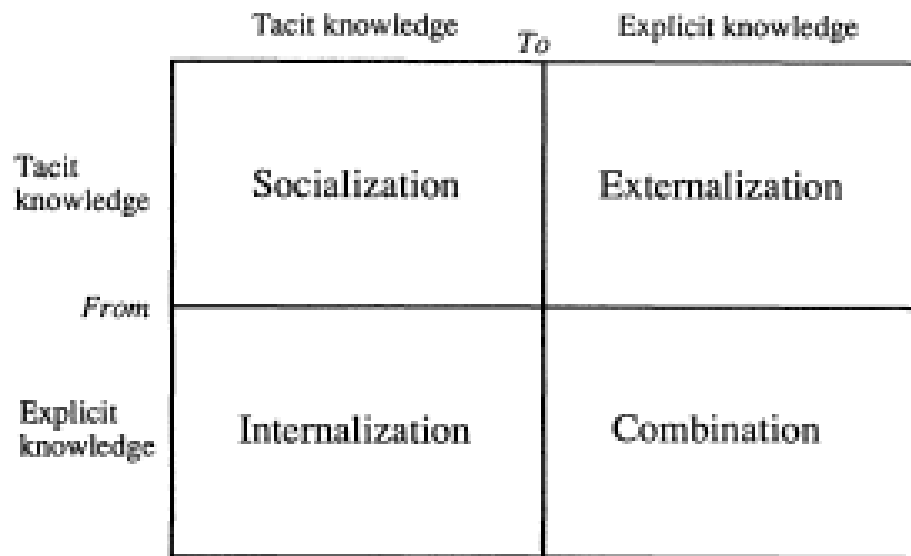 Tacit knowledge To Explicit knowledge
Tacit
knowledge
Socialization Externalization
From
Explicit
knowledge
Internalization Combination